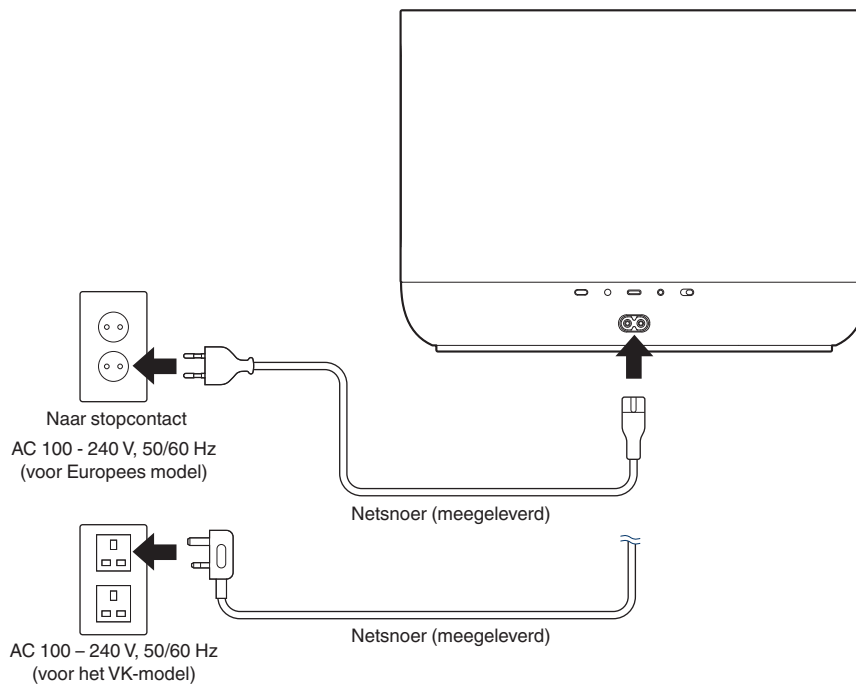 Naar stopcontact
AC 100 - 240 V, 50/60 Hz
(voor Europees model)
Netsnoer (meegeleverd)
Netsnoer (meegeleverd)
AC 100 – 240 V, 50/60 Hz
(voor het VK-model)